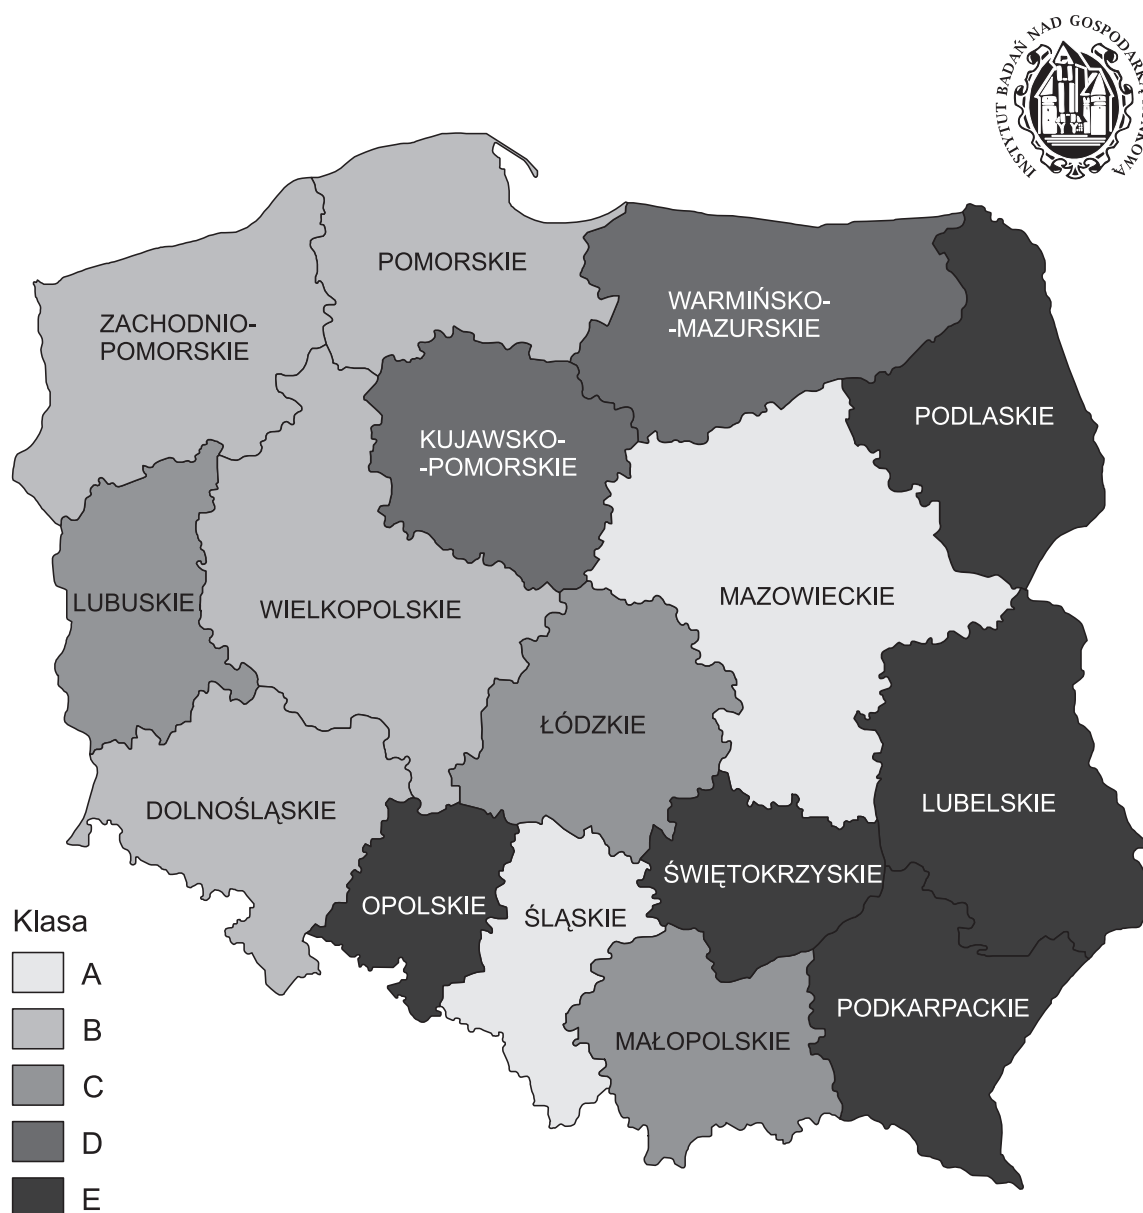 INSTYTUT BADAŃ NAD GOSPODARKĄ RYNKOWĄ
POMORSKIE
ZACHODNIO-
POMORSKIE
WARMIŃSKO-
-MAZURSKIE
PODLASKIE
KUJAWSKO-
-POMORSKIE
LUBUSKIE
WIELKOPOLSKIE
MAZOWIECKIE
ŁÓDZKIE
DOLNOŚLĄSKIE
LUBELSKIE
OPOLSKIE
ŚLĄSKIE
ŚWIĘTOKRZYSKIE
PODKARPACKIE
MAŁOPOLSKIE
Klasa
A
B
C
D
E